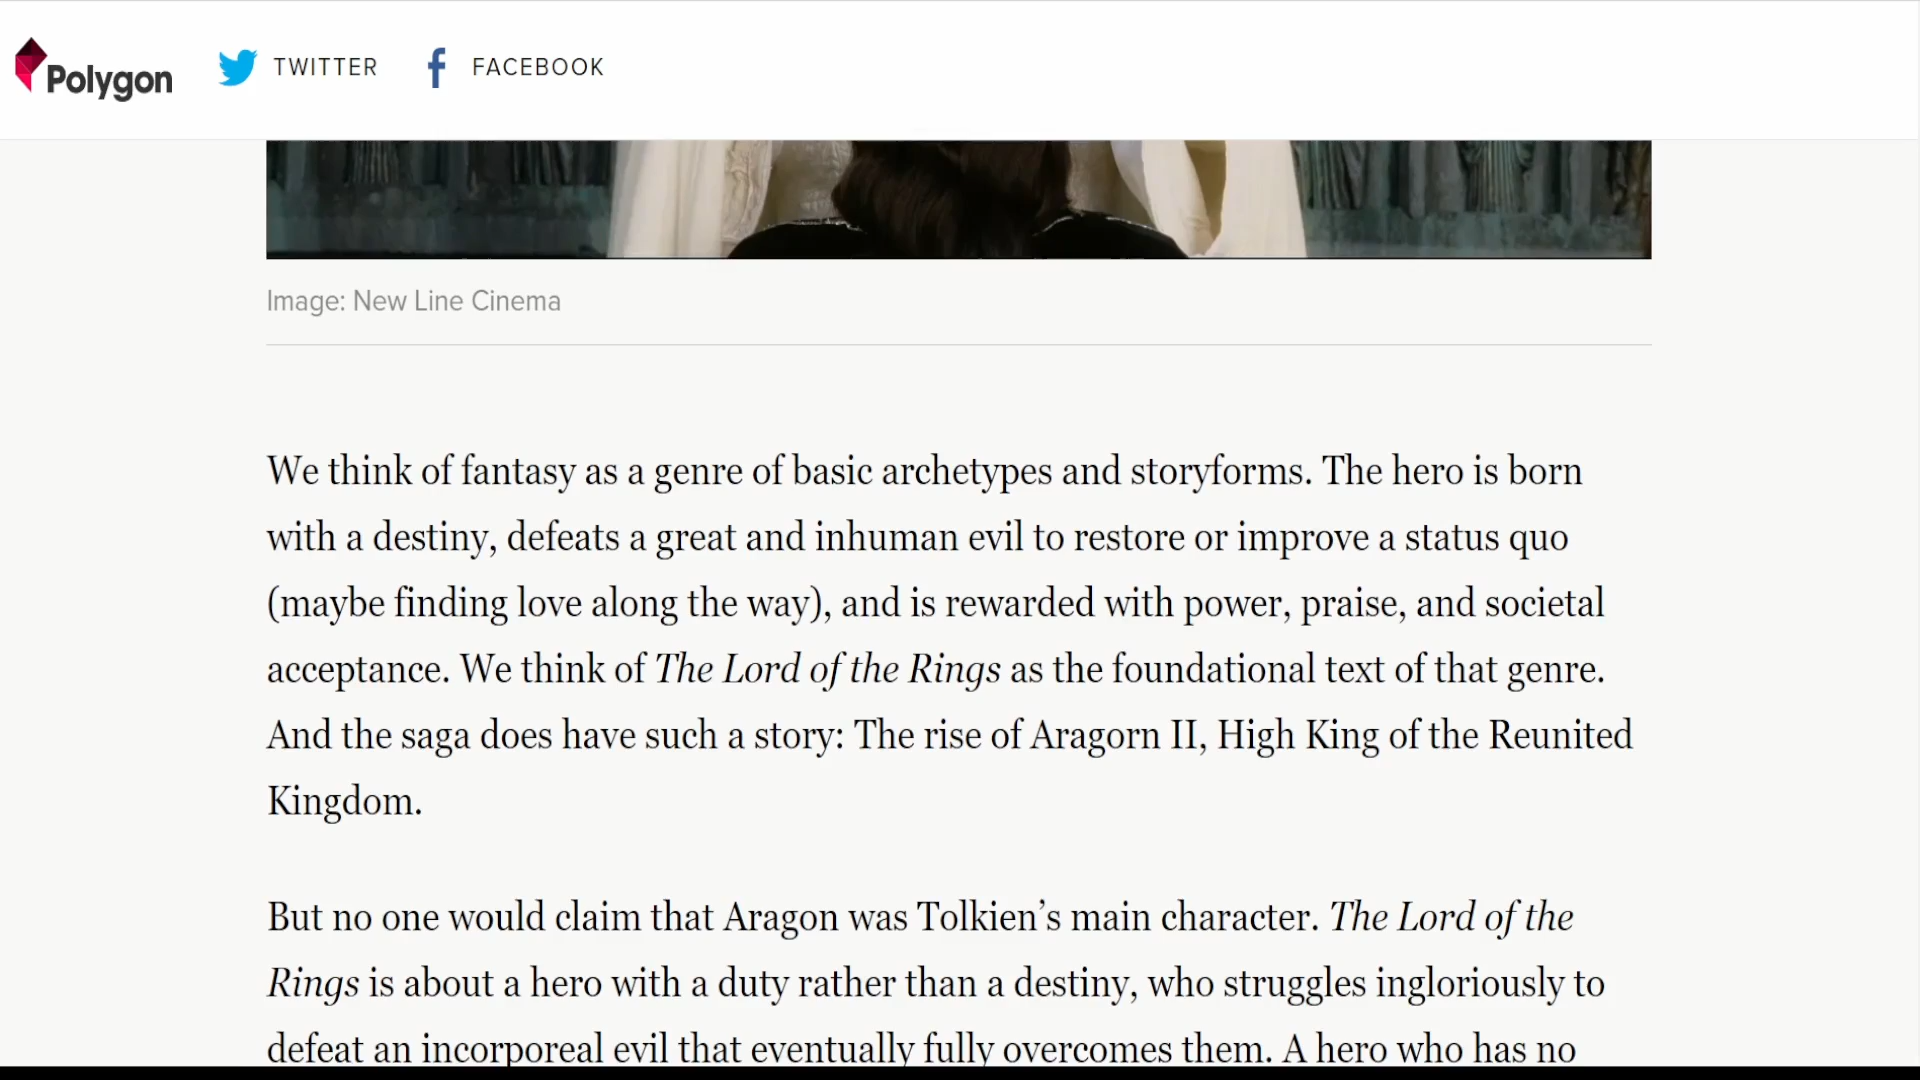 Polygon TWITTER FACEBOOK
Image: New Line Cinema
We think of fantasy as a genre of basic archetypes and storyforms. The hero is born
with a destiny, defeats a great and inhuman evil to restore or improve a status quo
(maybe finding love along the way), and is rewarded with power, praise, and societal
acceptance. We think of The Lord of the Rings as the foundational text of that genre.
And the saga does have such a story: The rise of Aragorn II, High King of the Reunited
Kingdom.
But no one would claim that Aragon was Tolkien’s main character. The Lord of the
Rings is about a hero with a duty rather than a destiny, who struggles ingloriously to
defeat an incorporeal evil that eventually fully overcomes them. A hero who has no